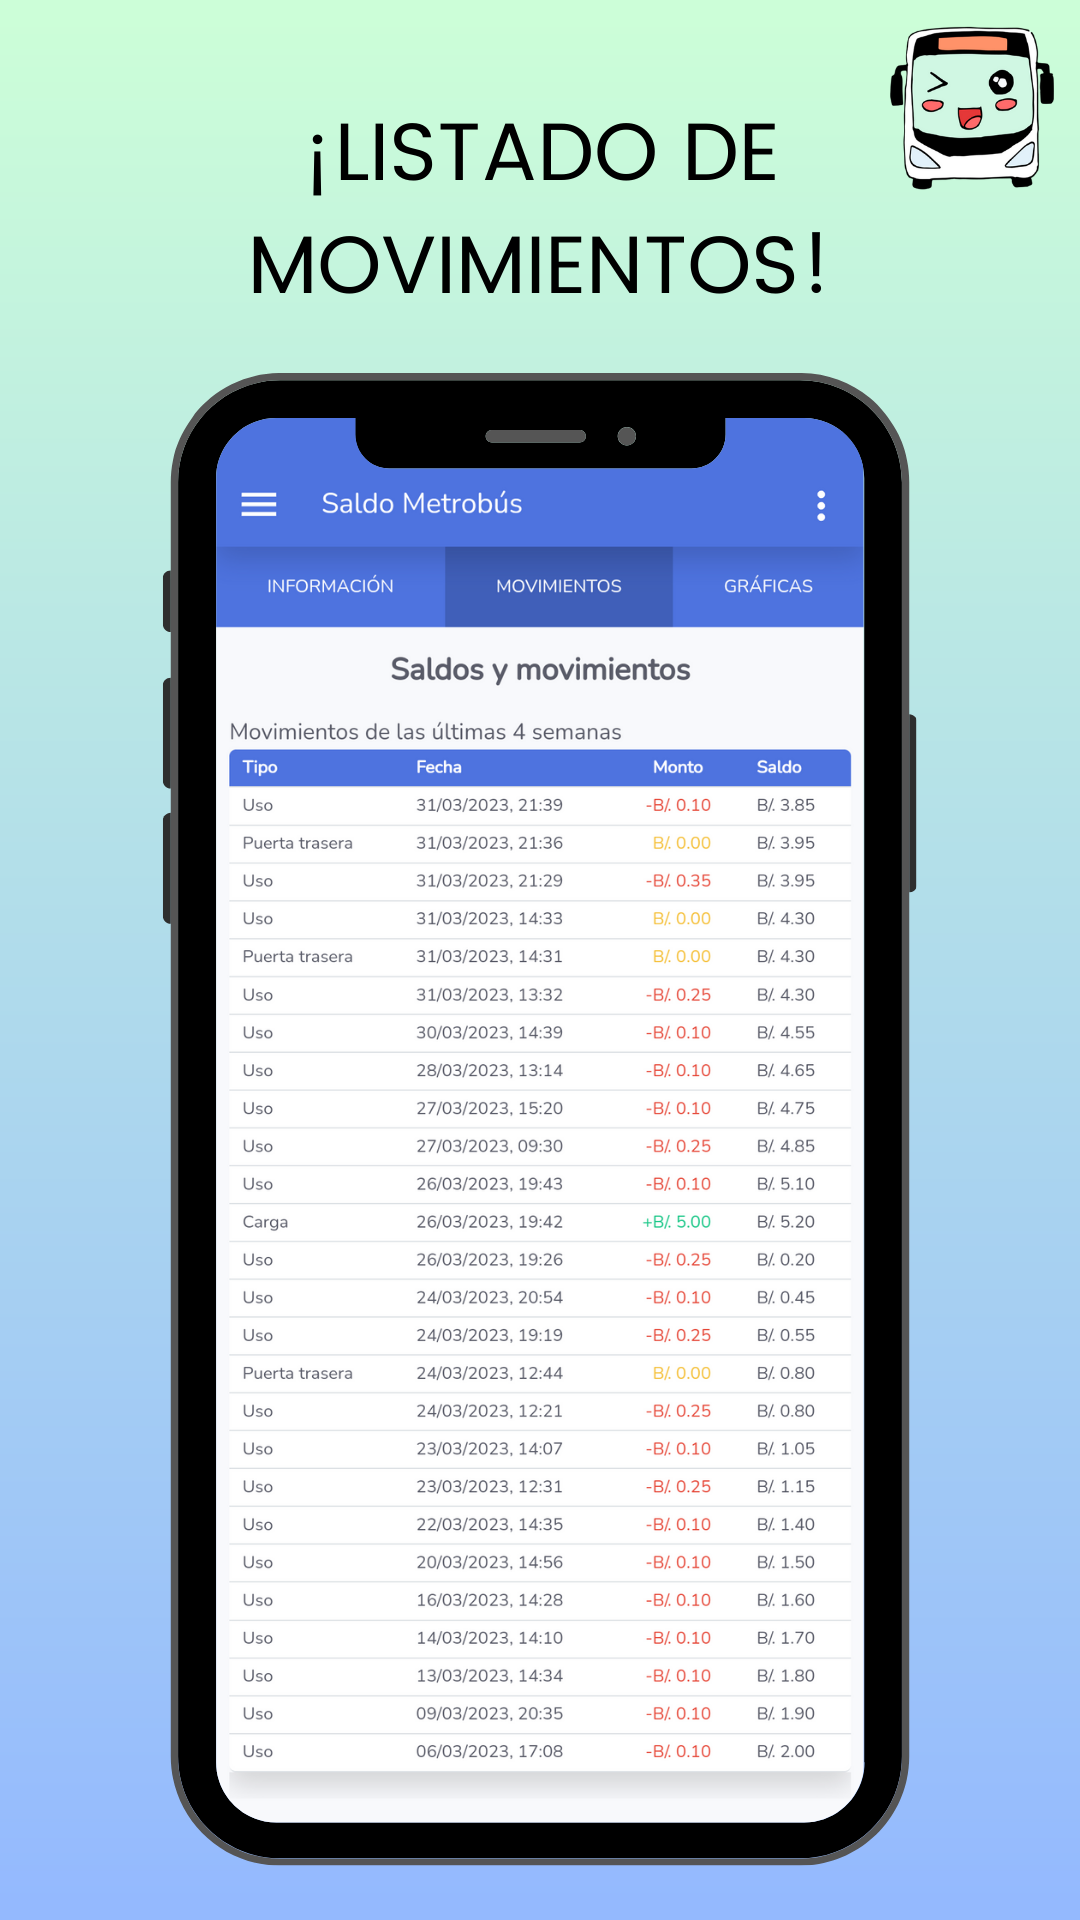 ¡LISTADO DE
MOVIMIENTOS!
Saldo Metrobús
INFORMACIÓN MOVIMIENTOS GRÁFICAS
Saldos y movimientos
Movimientos de las últimas 4 semanas
Tipo Fecha Monto Saldo
Uso 31/03/2023, 21:39 -B/. 0.10 B/. 3.85
Puerta trasera 31/03/2023, 21:36 B/. 0.00 B/. 3.95
Uso 31/03/2023, 21:29 -B/. 0.35 B/. 3.95
Uso 31/03/2023, 14:33 B/. 0.00 B/. 4.30
Puerta trasera 31/03/2023, 14:31 B/. 0.00 B/. 4.30
Uso 31/03/2023, 13:32 -B/. 0.25 B/. 4.30
Uso 30/03/2023, 14:39 -B/. 0.10 B/. 4.55
Uso 28/03/2023, 13:14 -B/. 0.10 B/. 4.65
Uso 27/03/2023, 15:20 -B/. 0.10 B/. 4.75
Uso 27/03/2023, 09:30 -B/. 0.25 B/. 4.85
Uso 26/03/2023, 19:43 -B/. 0.10 B/. 5.10
Carga 26/03/2023, 19:42 +B/. 5.00 B/. 5.20
Uso 26/03/2023, 19:26 -B/. 0.25 B/. 0.20
Uso 24/03/2023, 20:54 -B/. 0.10 B/. 0.45
Uso 24/03/2023, 19:19 -B/. 0.25 B/. 0.55
Puerta trasera 24/03/2023, 12:44 B/. 0.00 B/. 0.80
Uso 24/03/2023, 12:21 -B/. 0.25 B/. 0.80
Uso 23/03/2023, 14:07 -B/. 0.10 B/. 1.05
Uso 23/03/2023, 12:31 -B/. 0.25 B/. 1.15
Uso 22/03/2023, 14:35 -B/. 0.10 B/. 1.40
Uso 20/03/2023, 14:56 -B/. 0.10 B/. 1.50
Uso 16/03/2023, 14:28 -B/. 0.10 B/. 1.60
Uso 14/03/2023, 14:10 -B/. 0.10 B/. 1.70
Uso 13/03/2023, 14:34 -B/. 0.10 B/. 1.80
Uso 09/03/2023, 20:35 -B/. 0.10 B/. 1.90
Uso 06/03/2023, 17:08 -B/. 0.10 B/. 2.00